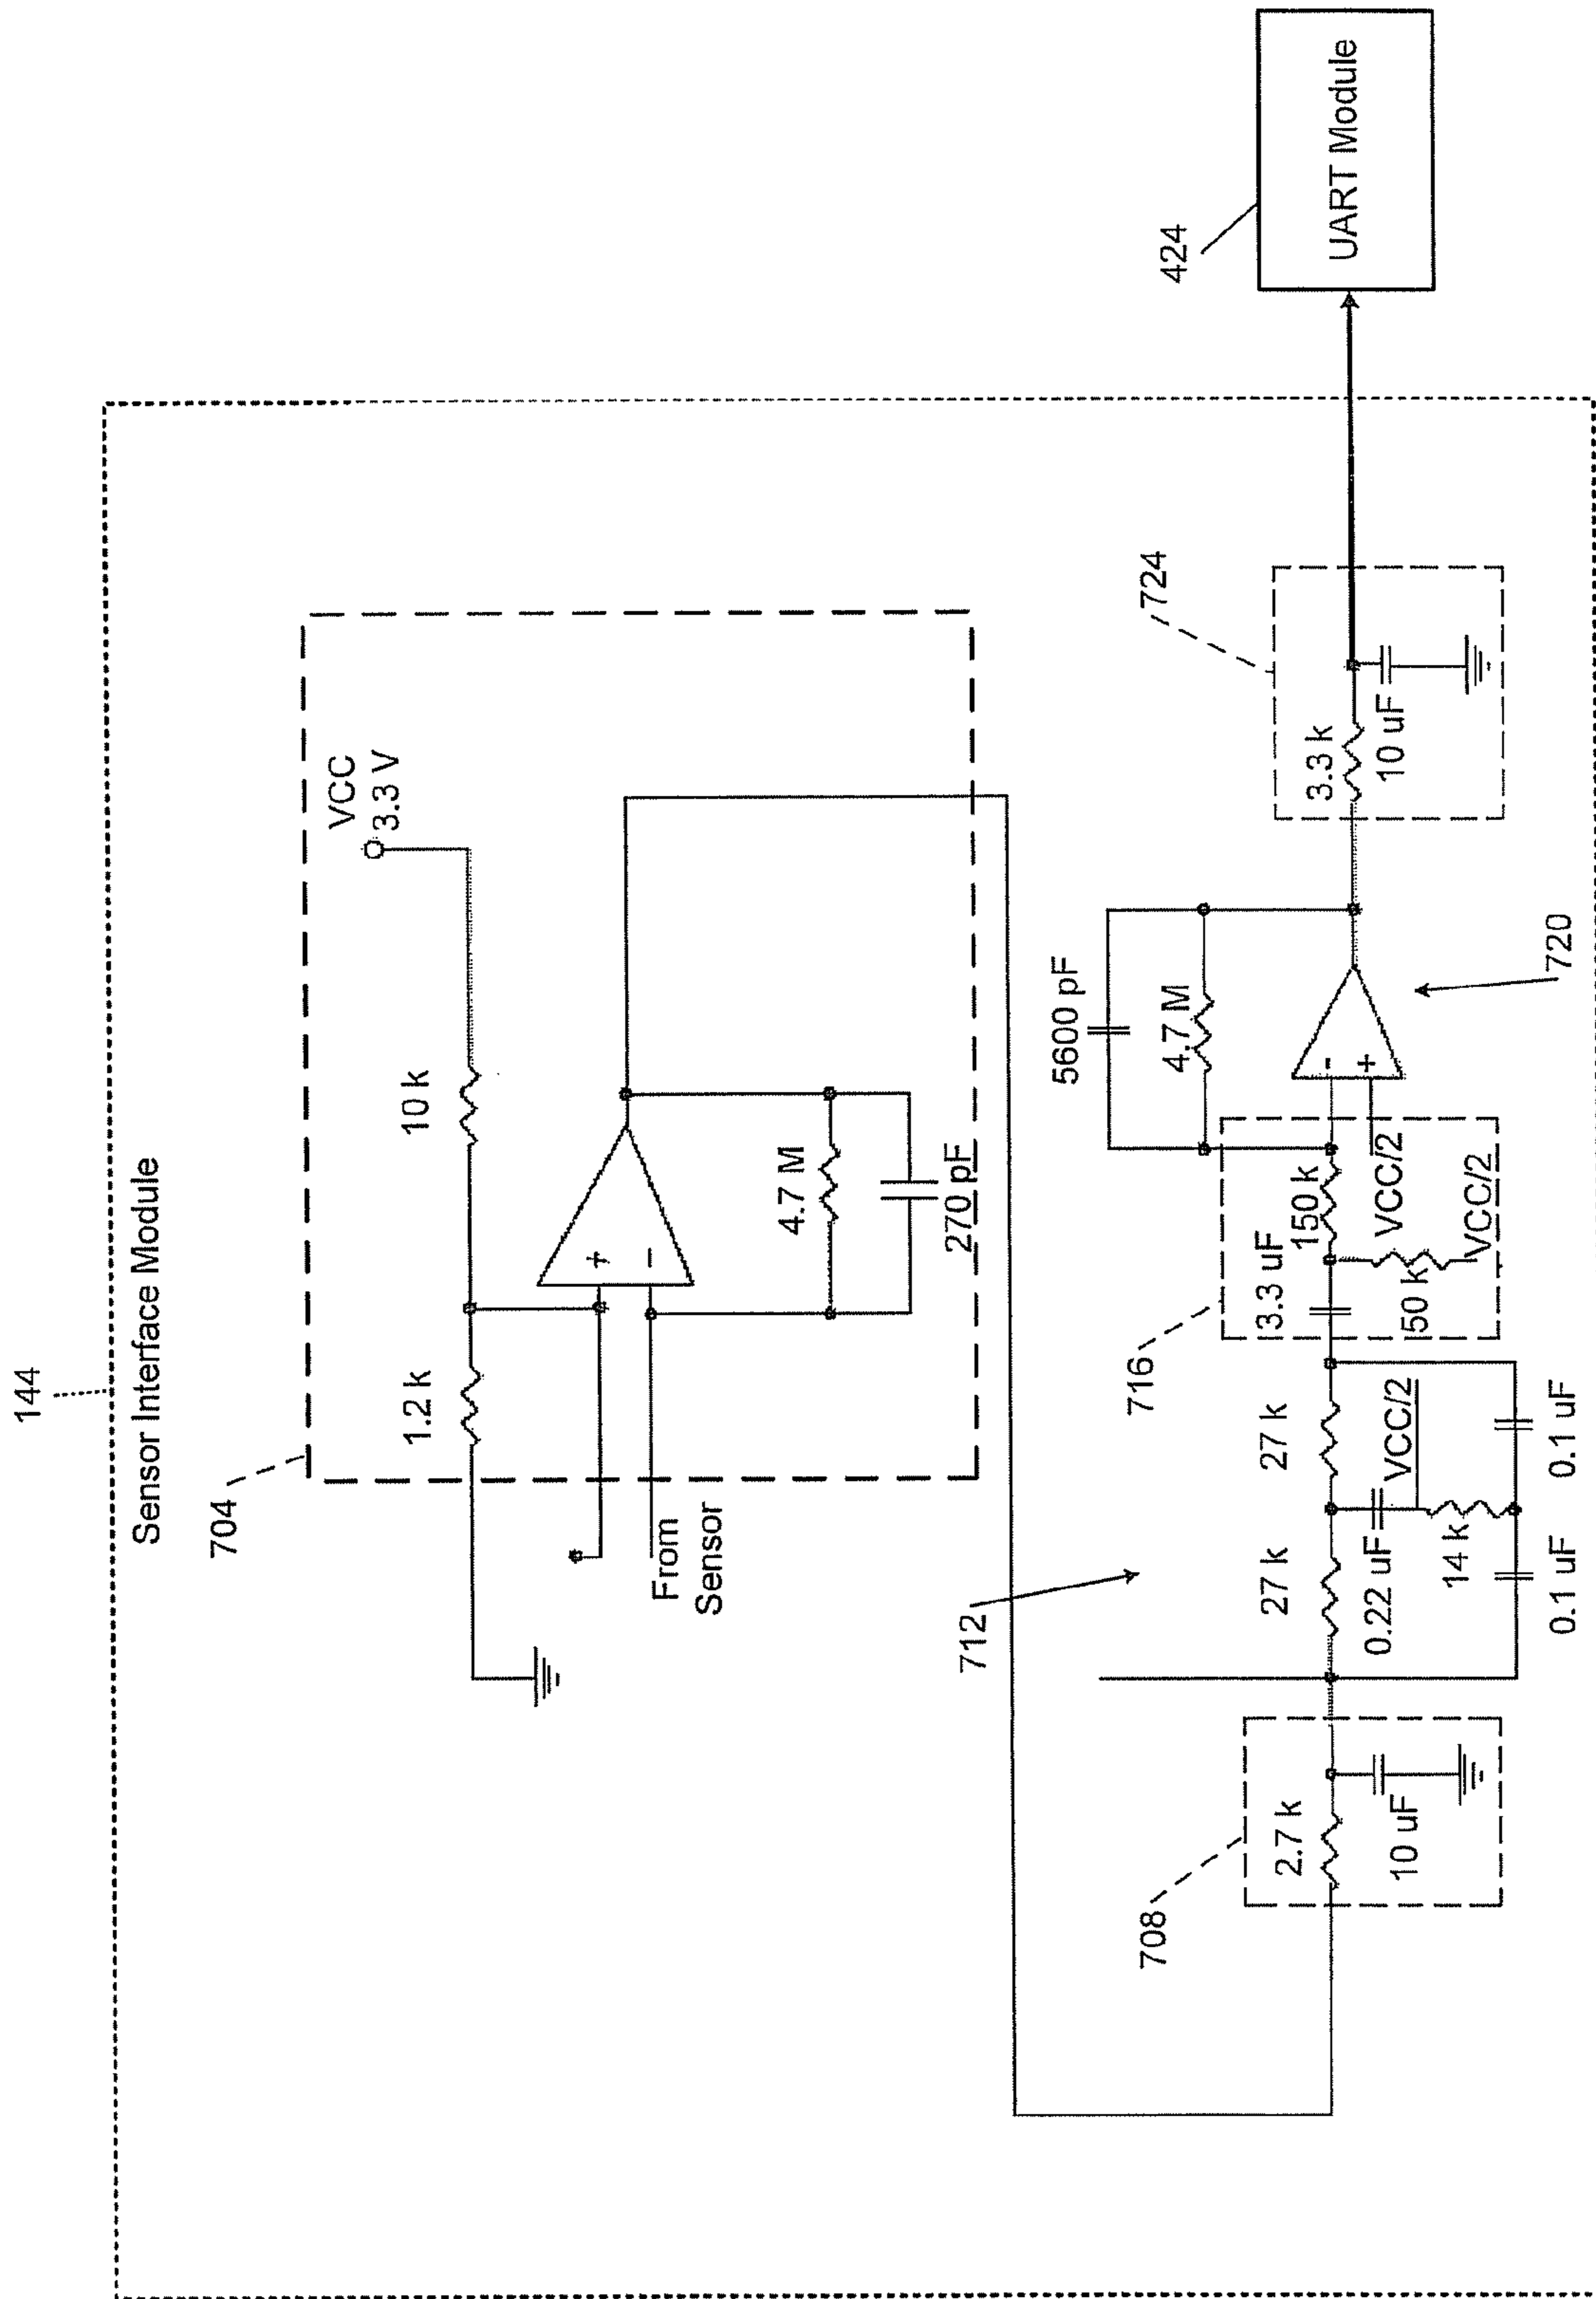 144
Sensor Interface Module
704
VCC
3.3 V
10 k
1.2 k
+
−
From
Sensor
4.7 M
270 pF
712
708
2.7 k
10 uF
27 k
27 k
0.22 uF
VCC/2
14 k
0.1 uF
0.1 uF
716
3.3 uF
150 k
50 k
VCC/2
VCC/2
5600 pF
4.7 M
-
+
720
724
3.3 k
10 uF
424
UART Module